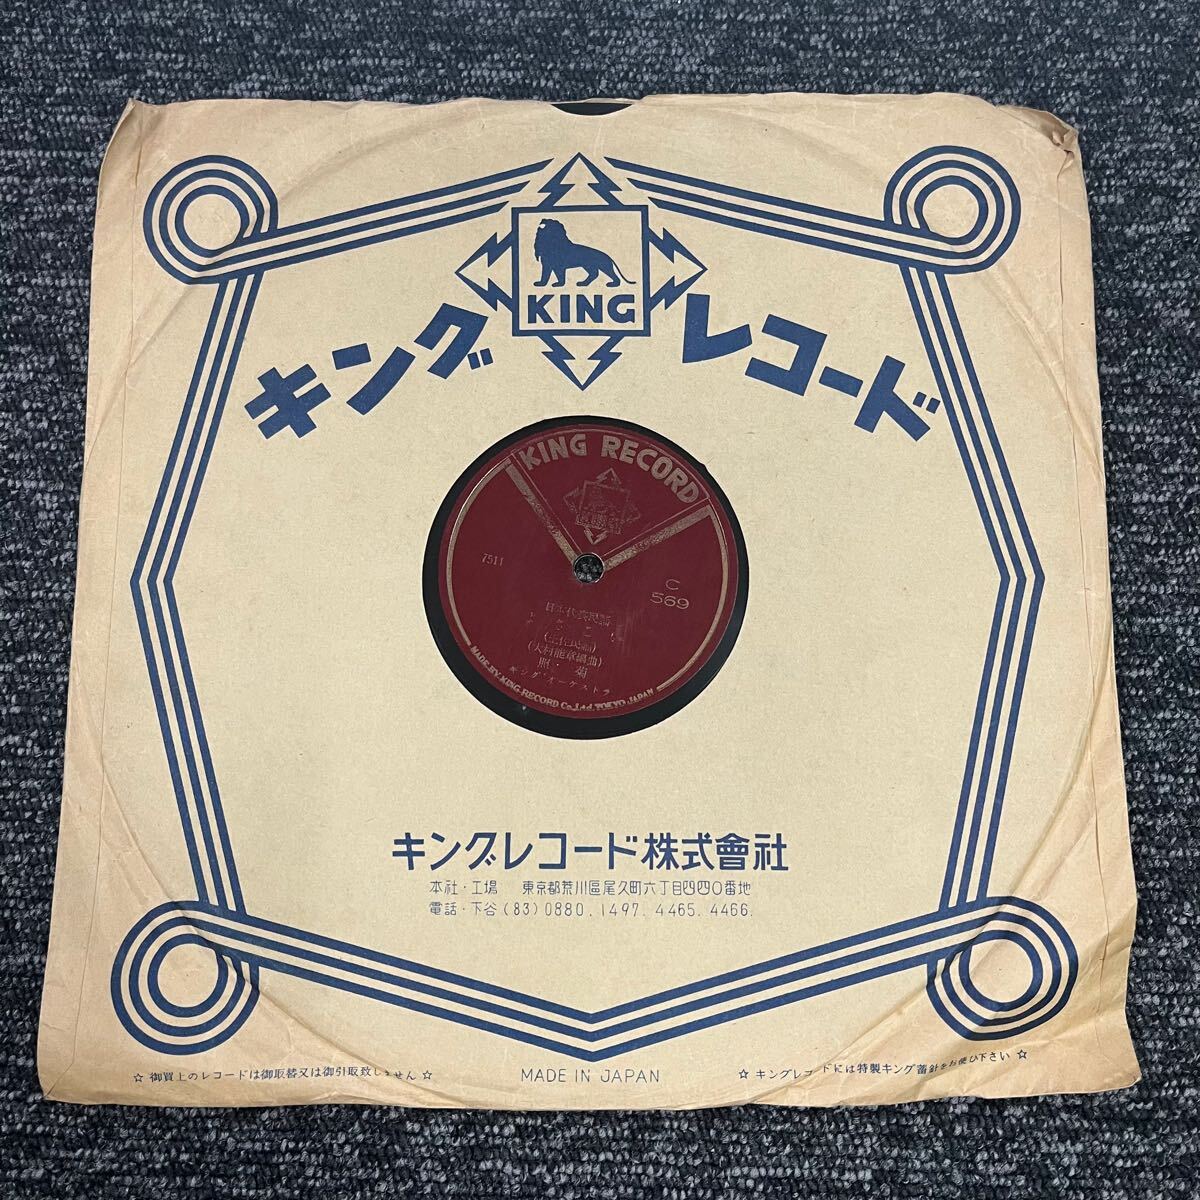 KING
キングレコード
KING RECORD
7511
C
569
日本代表民謡
(土佐民謡)
(大村能章編曲)
照・菊
キング・オーケストラ
MADE BY KING RECORD Co.,Ltd. TOKYO JAPAN
キングレコード株式會社
本社・工場 東京都荒川區尾久町六丁目四四〇番地
電話・下谷(83)0880.1497.4465.4466.
☆ 御買上のレコードは御取替又は御引取致しません ☆
MADE IN JAPAN
☆ キングレコードには特製キング蓄針をお使ひ下さい ☆